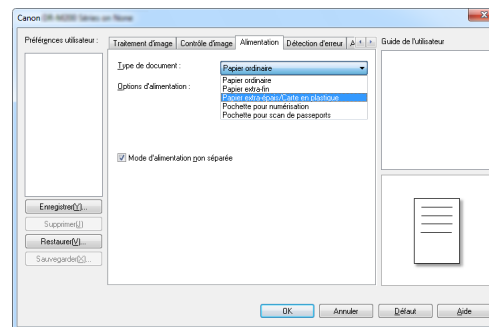 Canon
Préférences utilisateur :
Traitement d'image
Contrôle d'image
Alimentation
Détection d'erreur
A
Guide de l'utilisateur
Type de document :
Papier ordinaire
Options d'alimentation :
Papier ordinaire
Papier extra-fin
Papier extra-épais/Carte en plastique
Pochette pour numérisation
Pochette pour scan de passeports
Mode d'alimentation non séparée
Enregistrer(Y)...
Supprimer(J)
Restaurer(V)...
Sauvegarder(X)...
OK
Annuler
Défaut
Aide